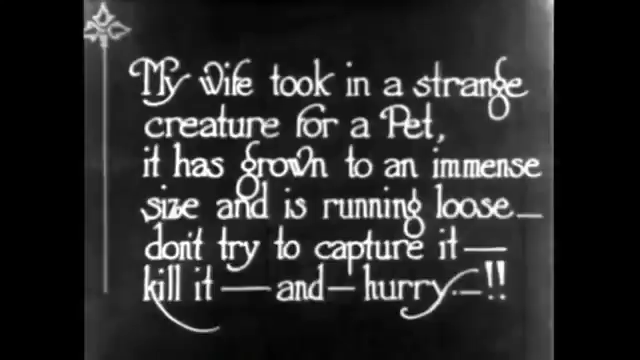 My wife took in a strange
creature for a Pet,
it has grown to an immense
size and is running loose—
don't try to capture it—
kill it—and—hurry—!!